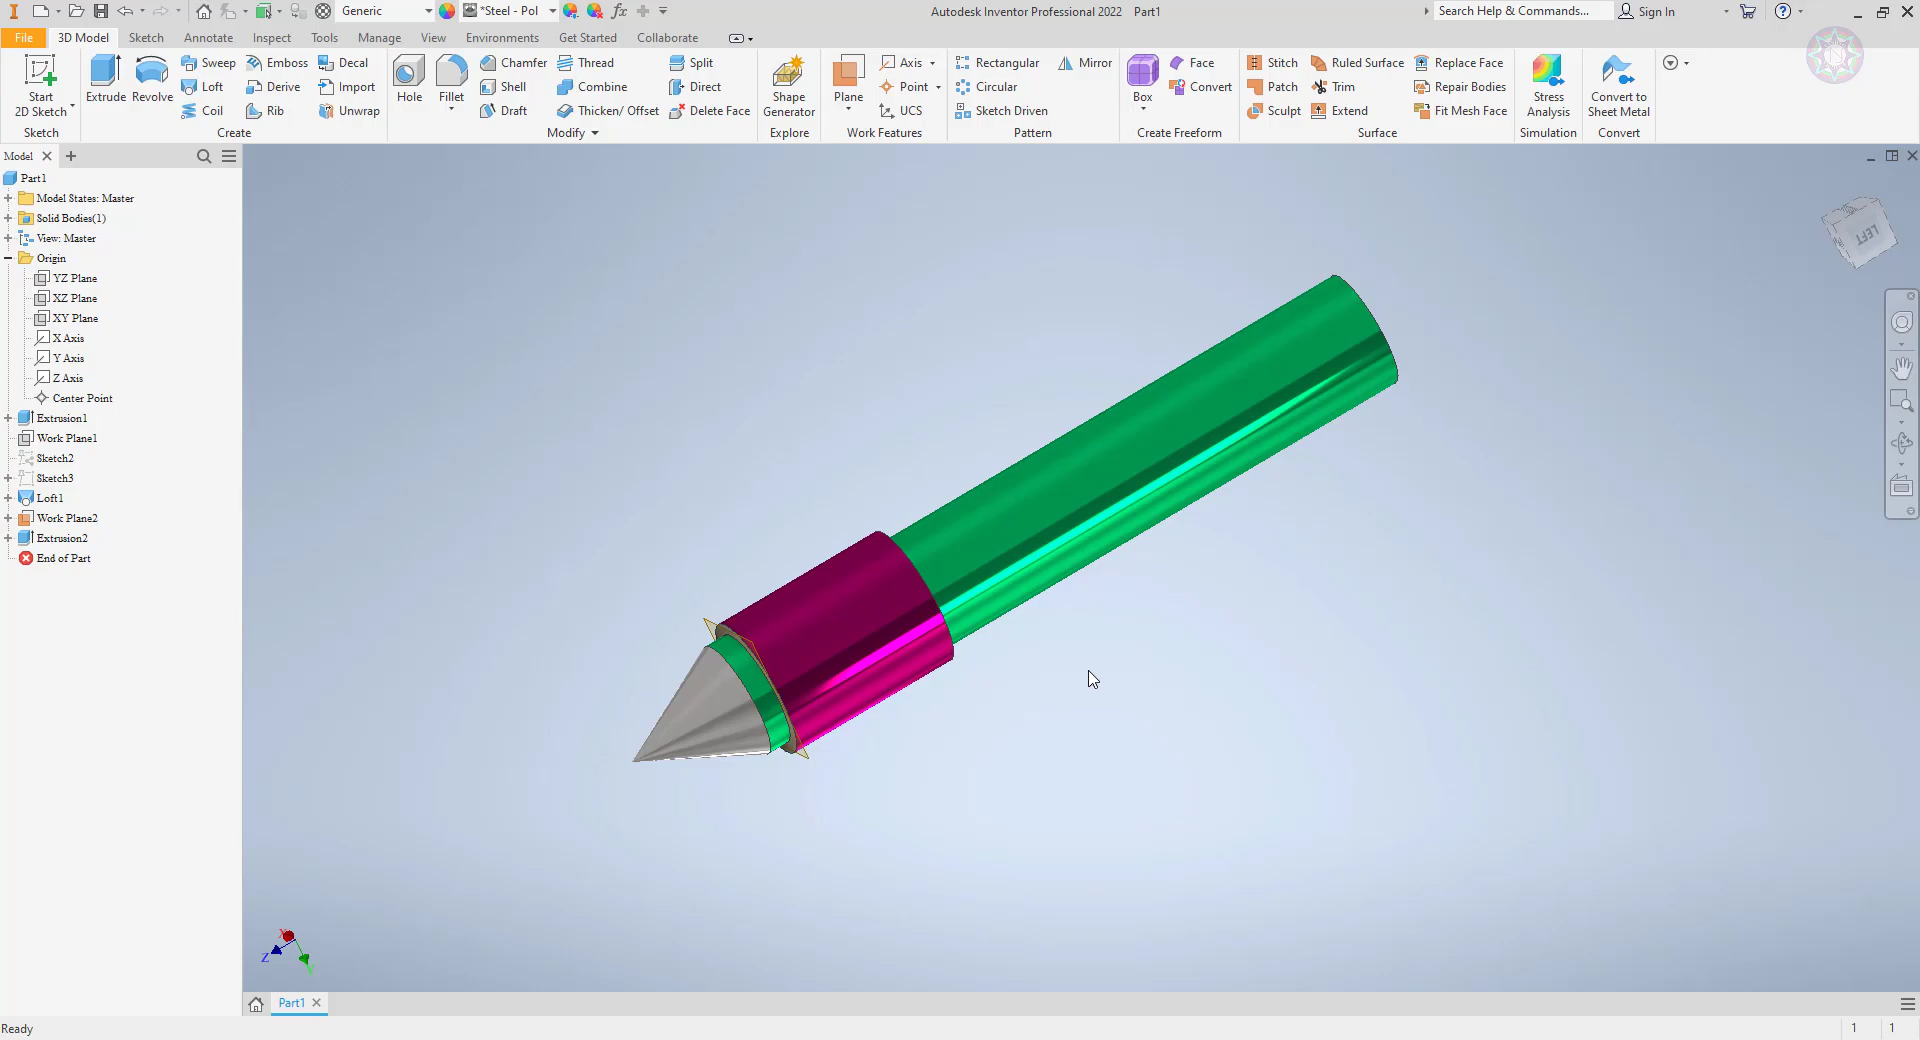 Generic
*Steel - Pol
fx
Autodesk Inventor Professional 2022 Part1
Search Help & Commands...
Sign In
File
3D Model
Sketch
Annotate
Inspect
Tools
Manage
View
Environments
Get Started
Collaborate
Start
2D Sketch
Sketch
Extrude
Revolve
Sweep
Loft
Coil
Emboss
Derive
Rib
Decal
Import
Unwrap
Create
Hole
Fillet
Chamfer
Shell
Draft
Thread
Combine
Thicken/ Offset
Split
Direct
Delete Face
Modify
Shape
Generator
Explore
Plane
Axis
Point
UCS
Work Features
Rectangular
Circular
Sketch Driven
Mirror
Pattern
Box
Face
Convert
Create Freeform
Stitch
Patch
Sculpt
Ruled Surface
Trim
Extend
Replace Face
Repair Bodies
Fit Mesh Face
Surface
Stress
Analysis
Simulation
Convert to
Sheet Metal
Convert
Model
Part1
Model States: Master
Solid Bodies(1)
View: Master
Origin
YZ Plane
XZ Plane
XY Plane
X Axis
Y Axis
Z Axis
Center Point
Extrusion1
Work Plane1
Sketch2
Sketch3
Loft1
Work Plane2
Extrusion2
End of Part
LEFT
X
Z
Y
Part1
Ready
1
1